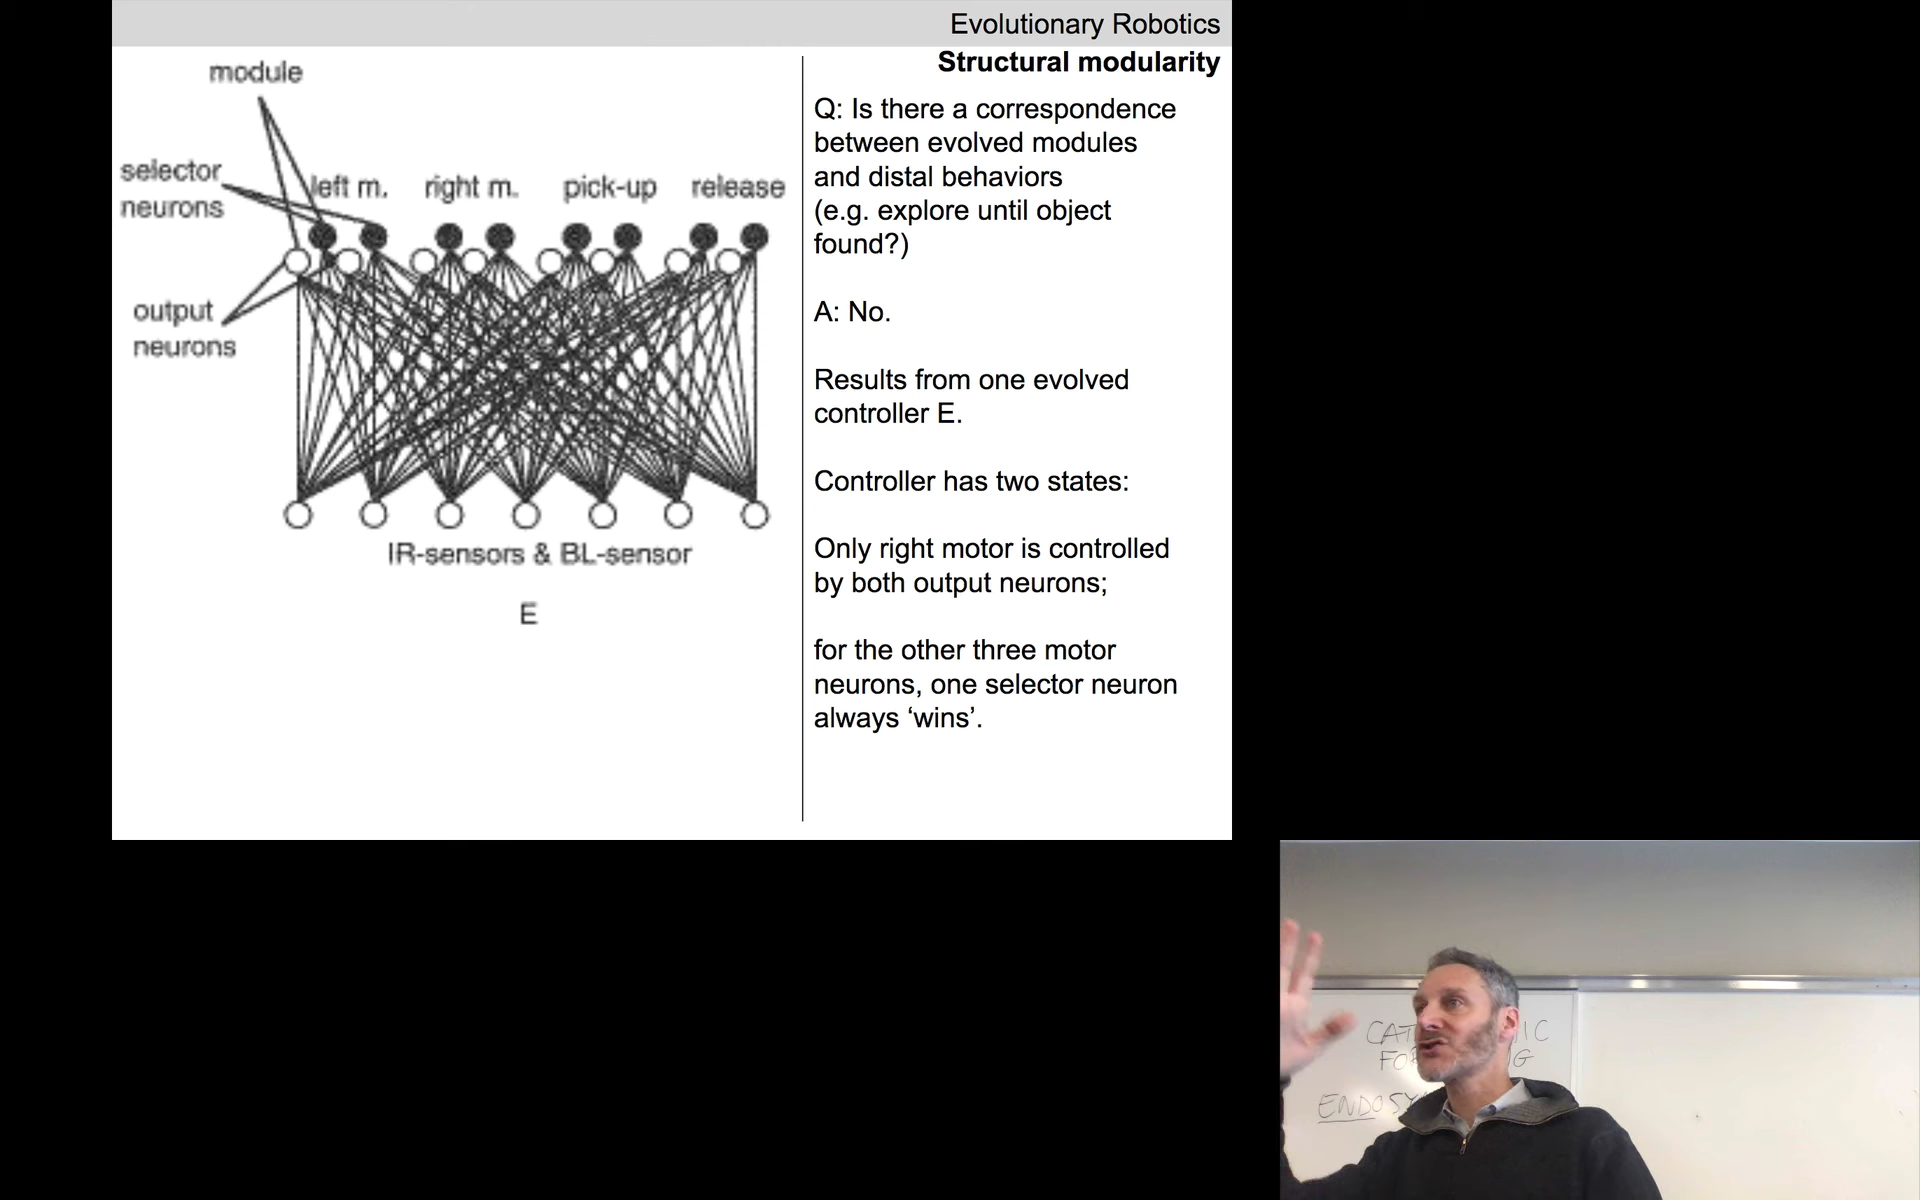 Evolutionary Robotics
Structural modularity
module
selector
neurons
left m.
right m.
pick-up
release
output
neurons
IR-sensors & BL-sensor
E
Q: Is there a correspondence
between evolved modules
and distal behaviors
(e.g. explore until object
found?)
A: No.
Results from one evolved
controller E.
Controller has two states:
Only right motor is controlled
by both output neurons;
for the other three motor
neurons, one selector neuron
always ‘wins’.